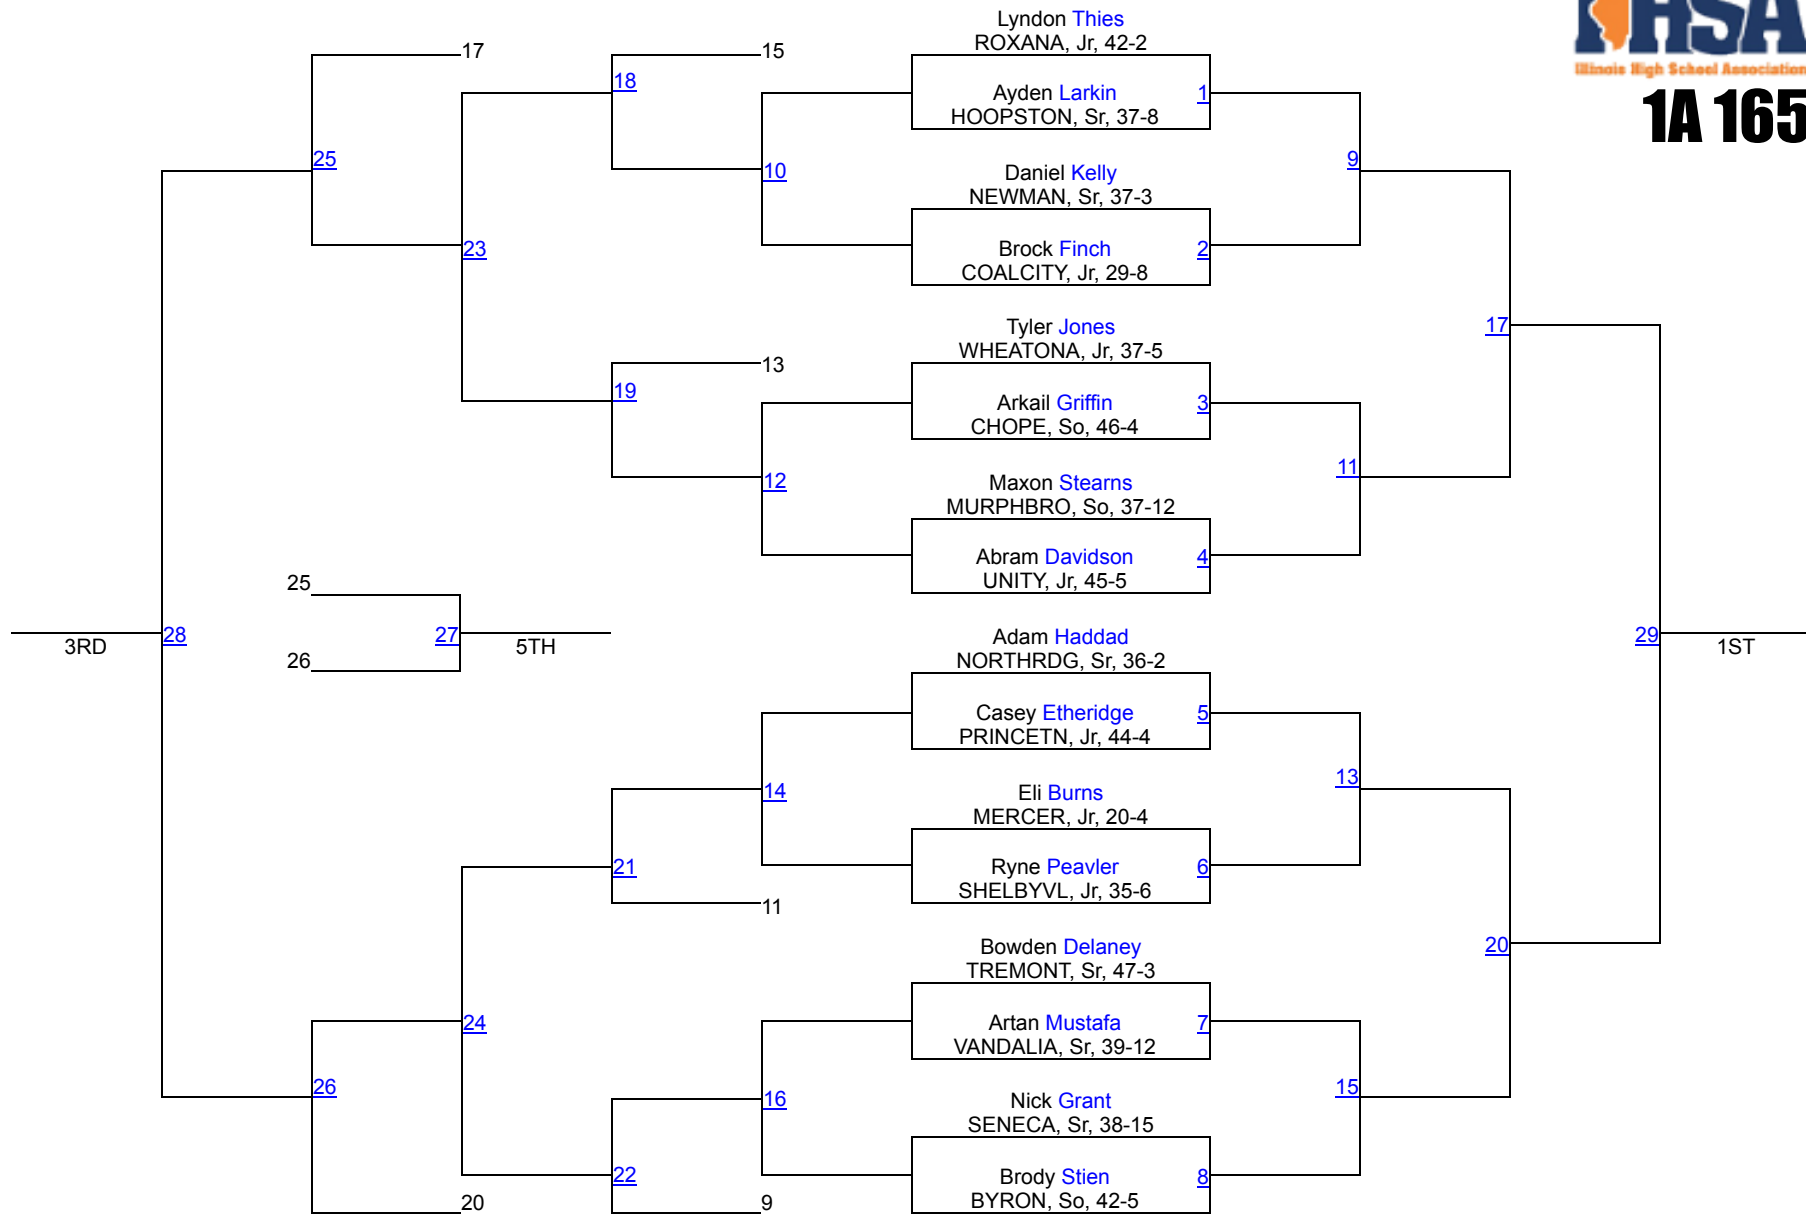 IHSA
Illinois High School Association
1A 165
Lyndon Thies
ROXANA, Jr, 42-2
17
15
18
Ayden Larkin
1
HOOPSTON, Sr, 37-8
25
10
9
Daniel Kelly
NEWMAN, Sr, 37-3
23
Brock Finch
2
COALCITY, Jr, 29-8
Tyler Jones
17
WHEATONA, Jr, 37-5
13
19
Arkail Griffin
3
CHOPE, So, 46-4
12
11
Maxon Stearns
MURPHBRO, So, 37-12
Abram Davidson
4
UNITY, Jr, 45-5
25
3RD
28
27
5TH
26
Adam Haddad
29
1ST
NORTHRDG, Sr, 36-2
Casey Etheridge
5
PRINCETN, Jr, 44-4
14
13
Eli Burns
MERCER, Jr, 20-4
21
Ryne Peavler
6
SHELBYVL, Jr, 35-6
11
Bowden Delaney
20
TREMONT, Sr, 47-3
24
Artan Mustafa
7
VANDALIA, Sr, 39-12
26
16
15
Nick Grant
SENECA, Sr, 38-15
22
Brody Stien
8
BYRON, So, 42-5
20
9